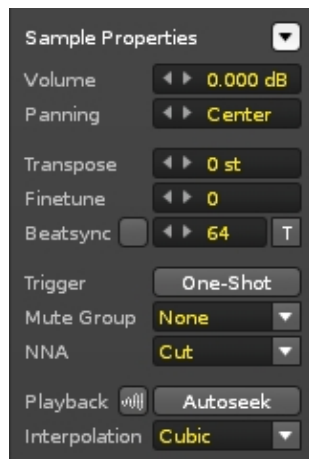 Sample Properties
Volume 0.000 dB
Panning Center
Transpose 0 st
Finetune 0
Beatsync 64 T
Trigger One-Shot
Mute Group None
NNA Cut
Playback Autoseek
Interpolation Cubic